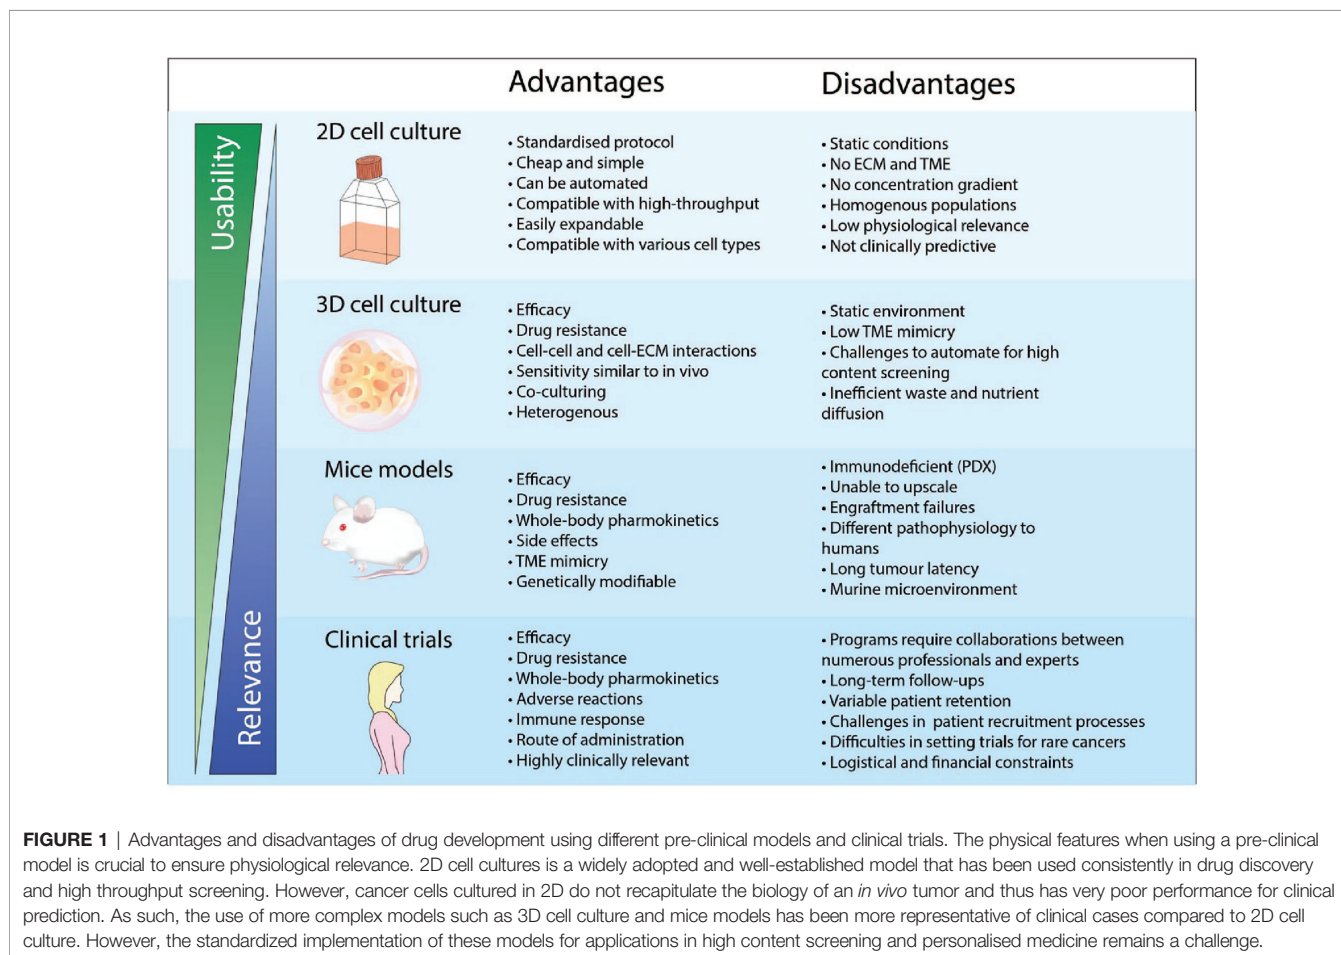 Advantages
Disadvantages
Usability
Relevance
2D cell culture
• Standardised protocol
• Cheap and simple
• Can be automated
• Compatible with high-throughput
• Easily expandable
• Compatible with various cell types
• Static conditions
• No ECM and TME
• No concentration gradient
• Homogenous populations
• Low physiological relevance
• Not clinically predictive
3D cell culture
• Efficacy
• Drug resistance
• Cell-cell and cell-ECM interactions
• Sensitivity similar to in vivo
• Co-culturing
• Heterogenous
• Static environment
• Low TME mimicry
• Challenges to automate for high
content screening
• Inefficient waste and nutrient
diffusion
Mice models
• Efficacy
• Drug resistance
• Whole-body pharmokinetics
• Side effects
• TME mimicry
• Genetically modifiable
• Immunodeficient (PDX)
• Unable to upscale
• Engraftment failures
• Different pathophysiology to
humans
• Long tumour latency
• Murine microenvironment
Clinical trials
• Efficacy
• Drug resistance
• Whole-body pharmokinetics
• Adverse reactions
• Immune response
• Route of administration
• Highly clinically relevant
• Programs require collaborations between
numerous professionals and experts
• Long-term follow-ups
• Variable patient retention
• Challenges in patient recruitment processes
• Difficulties in setting trials for rare cancers
• Logistical and financial constraints
FIGURE 1 | Advantages and disadvantages of drug development using different pre-clinical models and clinical trials. The physical features when using a pre-clinical
model is crucial to ensure physiological relevance. 2D cell cultures is a widely adopted and well-established model that has been used consistently in drug discovery
and high throughput screening. However, cancer cells cultured in 2D do not recapitulate the biology of an in vivo tumor and thus has very poor performance for clinical
prediction. As such, the use of more complex models such as 3D cell culture and mice models has been more representative of clinical cases compared to 2D cell
culture. However, the standardized implementation of these models for applications in high content screening and personalised medicine remains a challenge.